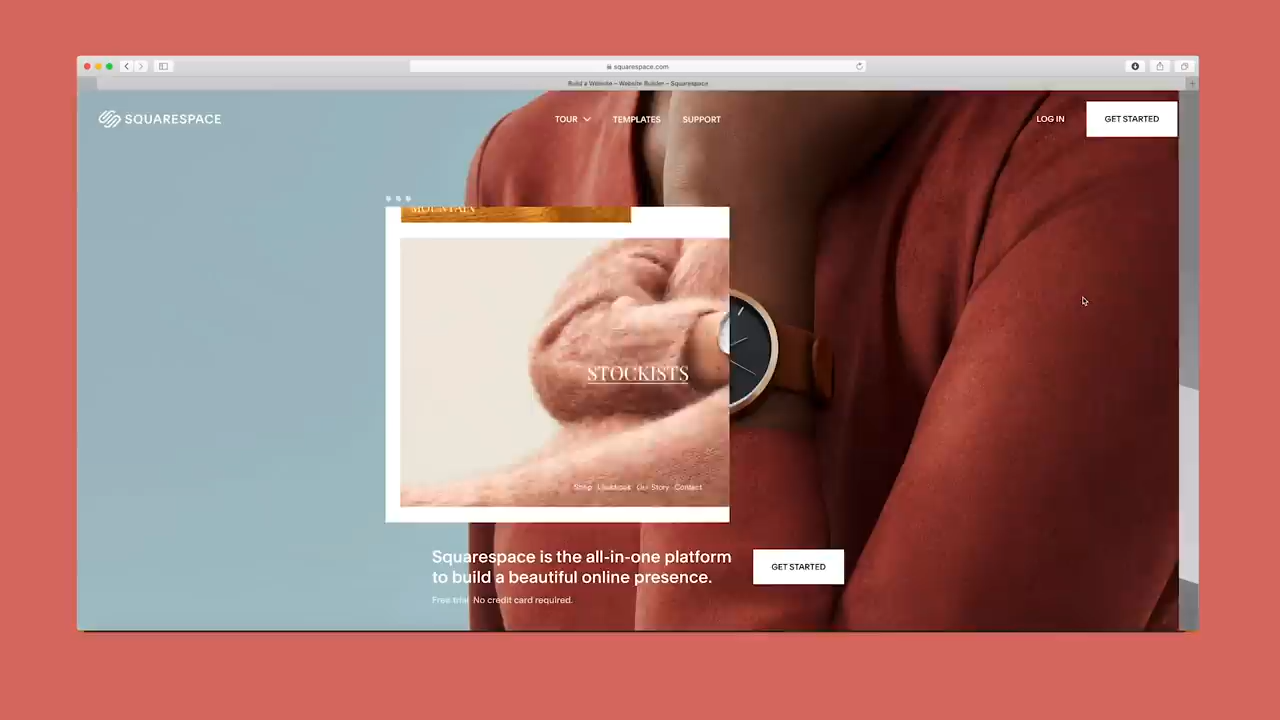 squarespace.com
Build a Website — Website Builder — Squarespace
SQUARESPACE
TOUR
TEMPLATES
SUPPORT
LOG IN
GET STARTED
MOUNTAIN
STOCKISTS
Shop Lookbook Our Story Contact
Squarespace is the all-in-one platform
to build a beautiful online presence.
GET STARTED
Free trial. No credit card required.